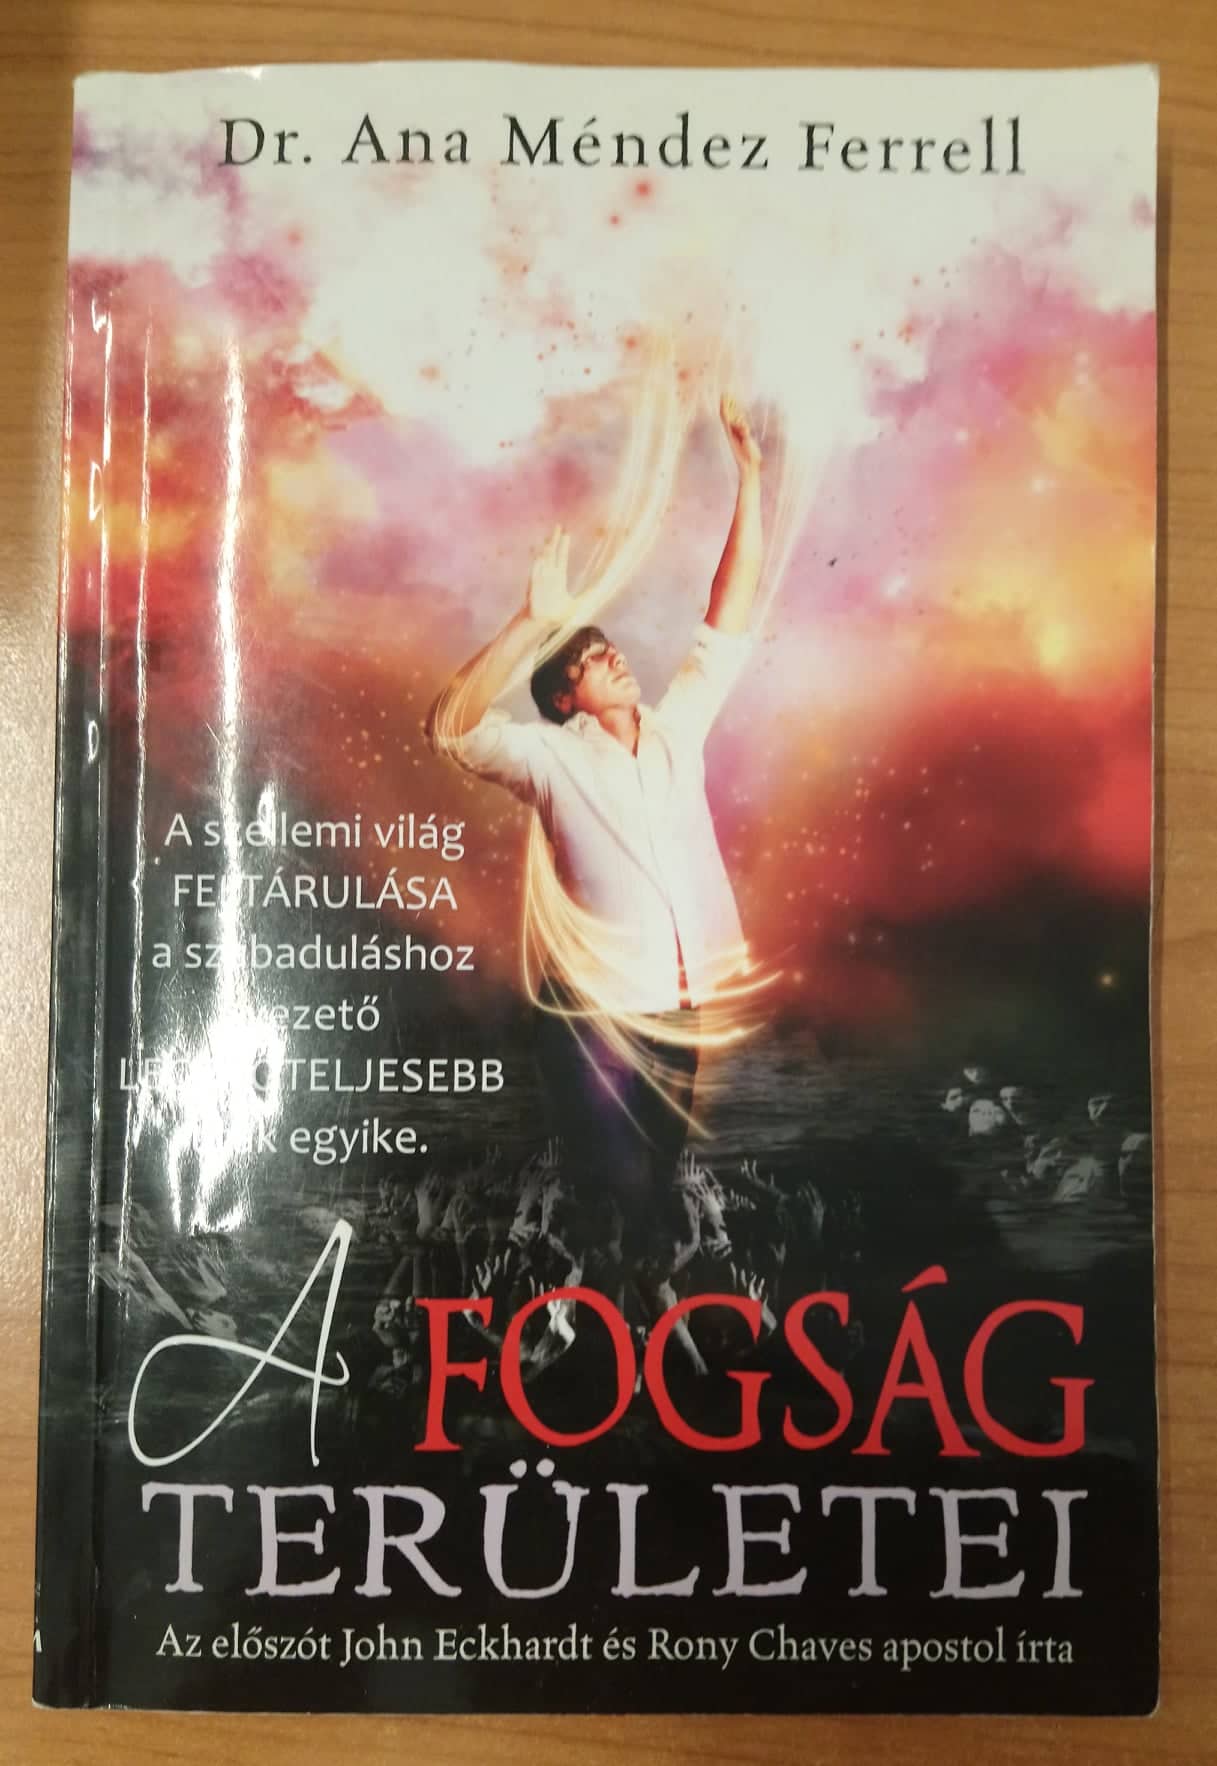 Dr. Ana Méndez Ferrell
A szellemi világ
FELTÁRULÁSA
a szabaduláshoz
vezető
LEGERŐTELJESEBB
egyike.
A FOGSÁG
TERÜLETEI
Az előszót John Eckhardt és Rony Chaves apostol írta